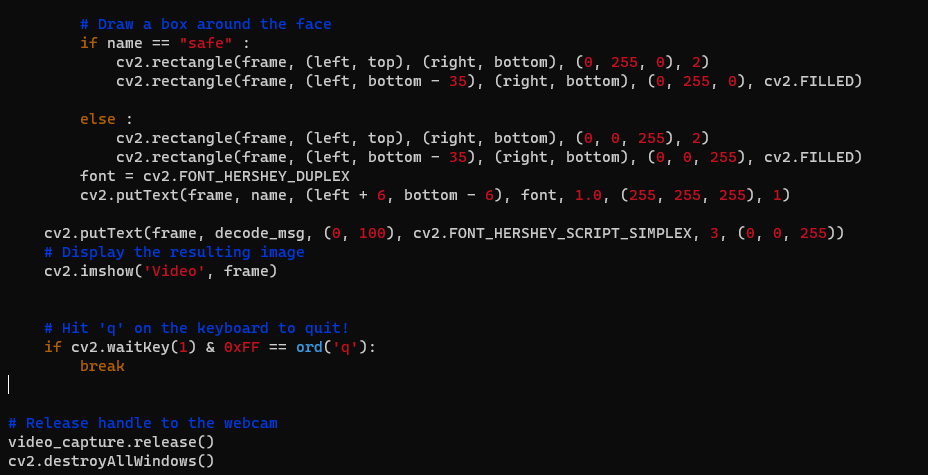 # Draw a box around the face
if name == "safe" :
cv2.rectangle(frame, (left, top), (right, bottom), (0, 255, 0), 2)
cv2.rectangle(frame, (left, bottom - 35), (right, bottom), (0, 255, 0), cv2.FILLED)
else :
cv2.rectangle(frame, (left, top), (right, bottom), (0, 0, 255), 2)
cv2.rectangle(frame, (left, bottom - 35), (right, bottom), (0, 0, 255), cv2.FILLED)
font = cv2.FONT_HERSHEY_DUPLEX
cv2.putText(frame, name, (left + 6, bottom - 6), font, 1.0, (255, 255, 255), 1)
cv2.putText(frame, decode_msg, (0, 100), cv2.FONT_HERSHEY_SCRIPT_SIMPLEX, 3, (0, 0, 255))
# Display the resulting image
cv2.imshow('Video', frame)
# Hit 'q' on the keyboard to quit!
if cv2.waitKey(1) & 0xFF == ord('q'):
break
# Release handle to the webcam
video_capture.release()
cv2.destroyAllWindows()